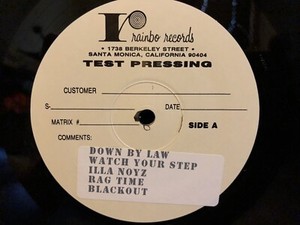 r rainbo records
• 1738 BERKELEY STREET •
SANTA MONICA, CALIFORNIA 90404
TEST PRESSING
CUSTOMER
S- DATE
MATRIX # SIDE A
COMMENTS:
DOWN BY LAW
WATCH YOUR STEP
ILLA NOYZ
RAG TIME
BLACKOUT